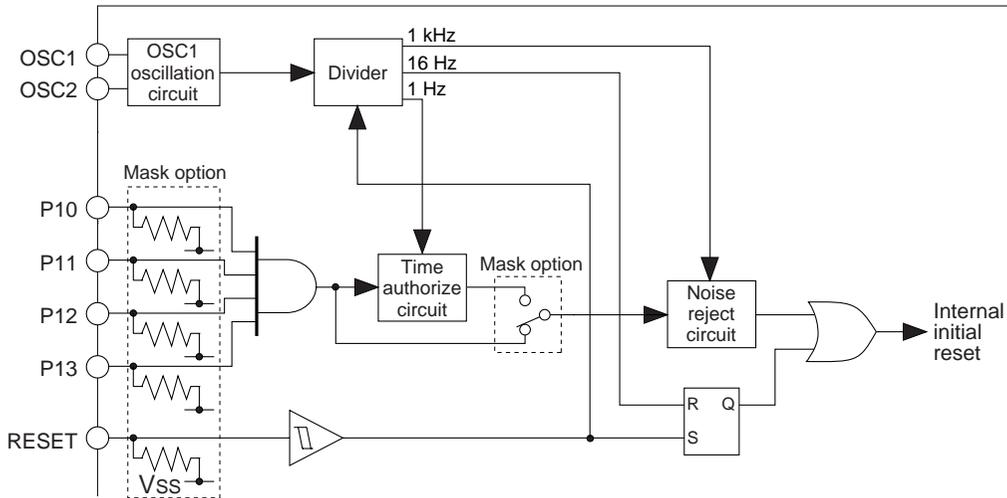 OSC1
OSC2
OSC1
oscillation
circuit
Divider
1 kHz
16 Hz
1 Hz
Mask option
P10
P11
P12
P13
RESET
VSS
Time
authorize
circuit
Mask option
Noise
reject
circuit
R
Q
S
Internal
initial
reset